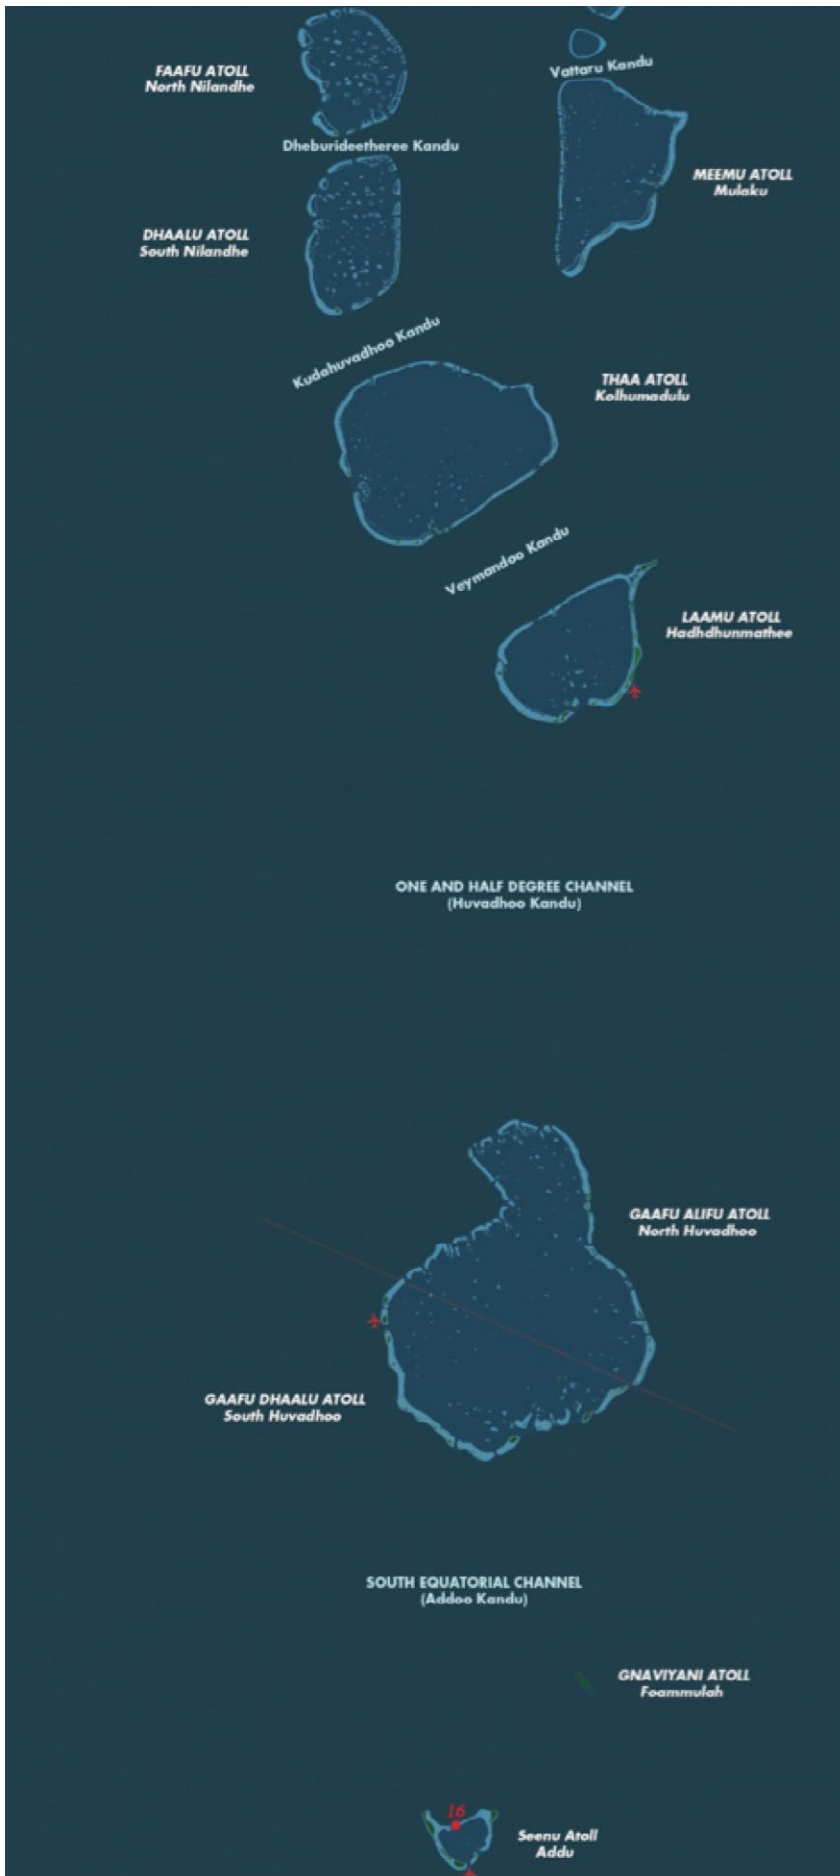 FAAFU ATOLL
North Nilandhe
Vattaru Kandu
Dheburideetheree Kandu
MEEMU ATOLL
Mulaku
DHAALU ATOLL
South Nilandhe
Kudahuvadhoo Kandu
THAA ATOLL
Kolhumadulu
Veymandoo Kandu
LAAMU ATOLL
Hadhdhunmathee
ONE AND HALF DEGREE CHANNEL
(Huvadhoo Kandu)
GAAFU ALIFU ATOLL
North Huvadhoo
GAAFU DHAALU ATOLL
South Huvadhoo
SOUTH EQUATORIAL CHANNEL
(Addoo Kandu)
GNAVIYANI ATOLL
Foammulah
16
Seenu Atoll
Addu